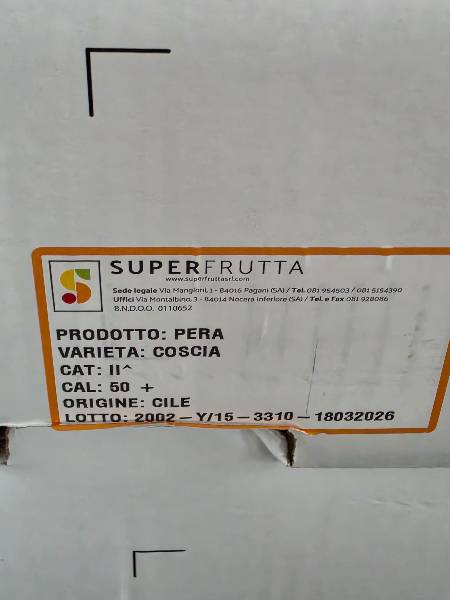 SUPERFRUTTA
www.superfruttasrl.com
Sede legale Via Mangioni, 1 - 84016 Pagani (SA) / Tel. 081 954503 / 081 5154390
Uffici Via Montalbino, 3 - 84014 Nocera Inferiore (SA) / Tel. e Fax 081 928086
B.N.D.O.O. 0110652
PRODOTTO: PERA
VARIETA: COSCIA
CAT: II^
CAL: 50 +
ORIGINE: CILE
LOTTO: 2002-Y/15-3310-18032026